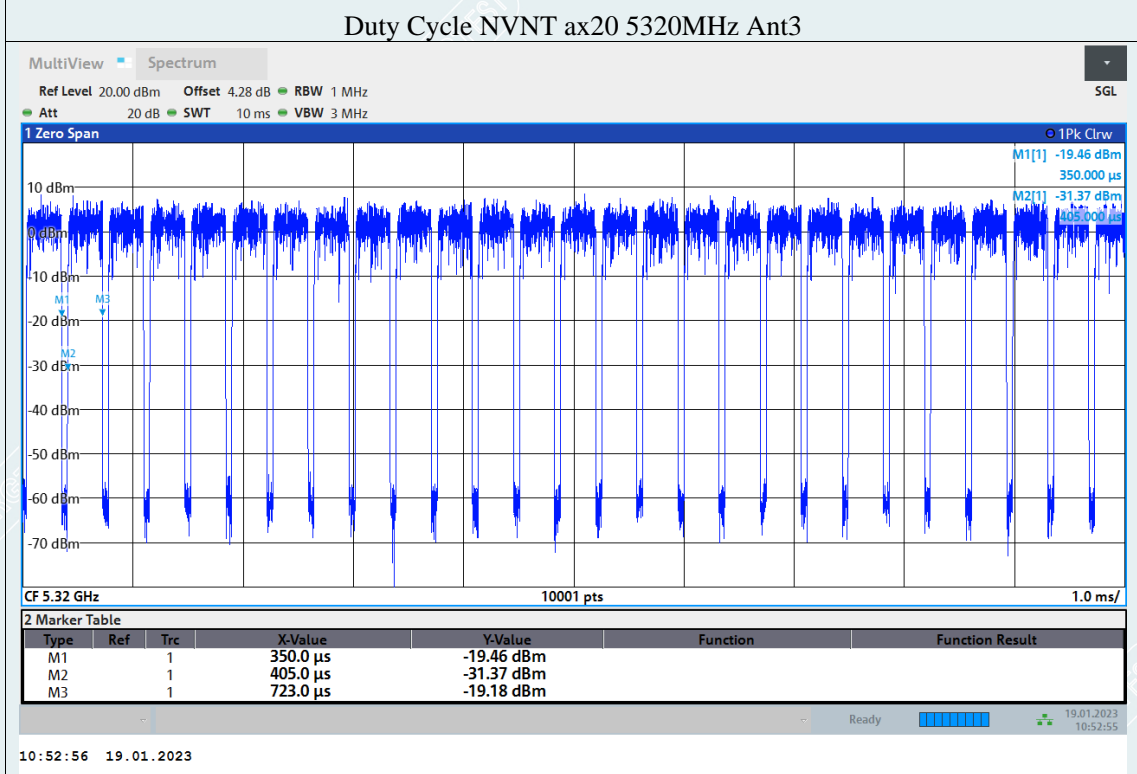 Duty Cycle NVNT ax20 5320MHz Ant3
MultiView Spectrum
Ref Level 20.00 dBm Offset 4.28 dB RBW 1 MHz SGL
Att 20 dB SWT 10 ms VBW 3 MHz
1 Zero Span 1Pk Clrw
M1[1] -19.46 dBm
350.000 µs
10 dBm M2[1] -31.37 dBm
405.000 µs
0 dBm
-10 dBm
M1 M3
-20 dBm
M2
-30 dBm
-40 dBm
-50 dBm
-60 dBm
-70 dBm
CF 5.32 GHz 10001 pts 1.0 ms/
2 Marker Table
Type Ref Trc X-Value Y-Value Function Function Result
M1 1 350.0 µs -19.46 dBm
M2 1 405.0 µs -31.37 dBm
M3 1 723.0 µs -19.18 dBm
Ready 19.01.2023
10:52:55
10:52:56 19.01.2023